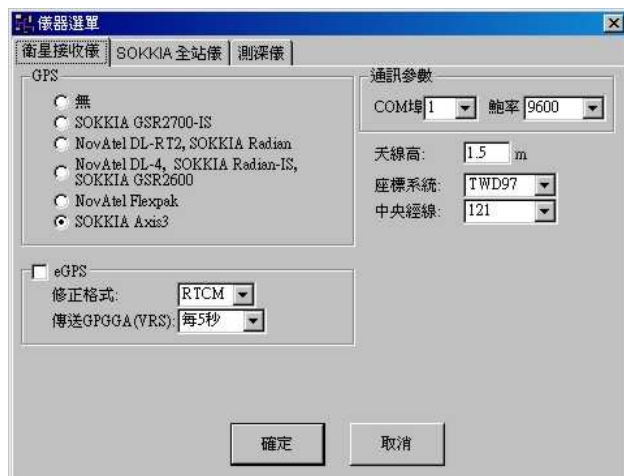 儀器選單
衛星接收儀 SOKKIA 全站儀 測深儀
GPS
無
SOKKIA GSR2700-IS
NovAtel DL-RT2, SOKKIA Radian
NovAtel DL-4, SOKKIA Radian-IS,
SOKKIA GSR2600
NovAtel Flexpak
SOKKIA Axis3
通訊參數
COM埠 1 鮑率 9600
天線高: 1.5 m
座標系統: TWD97
中央經線: 121
eGPS
修正格式: RTCM
傳送GPGGA(VRS): 每5秒
確定 取消